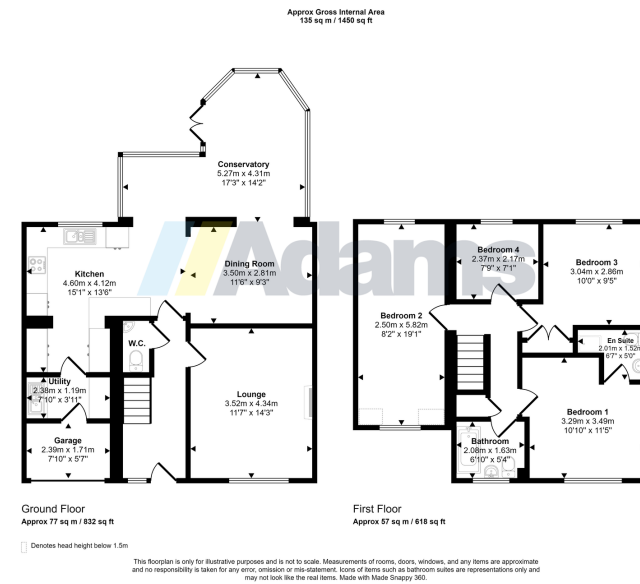 Approx Gross Internal Area
135 sq m / 1450 sq ft
Conservatory
5.27m x 4.31m
17'3" x 14'2"
Adams
Kitchen
4.60m x 4.12m
15'1" x 13'6"
Dining Room
3.50m x 2.81m
11'6" x 9'3"
W.C.
Utility
2.38m x 1.19m
7'10" x 3'11"
Lounge
3.52m x 4.34m
11'7" x 14'3"
Garage
2.39m x 1.71m
7'10" x 5'7"
Bedroom 4
2.37m x 2.17m
7'9" x 7'1"
Bedroom 3
3.04m x 2.86m
10'0" x 9'5"
Bedroom 2
2.50m x 5.82m
8'2" x 19'1"
En Suite
2.01m x 1.52m
6'7" x 5'0"
Bedroom 1
3.29m x 3.49m
10'10" x 11'5"
Bathroom
2.08m x 1.63m
6'10" x 5'4"
Ground Floor
Approx 77 sq m / 832 sq ft
First Floor
Approx 57 sq m / 618 sq ft
Denotes head height below 1.5m
This floorplan is only for illustrative purposes and is not to scale. Measurements of rooms, doors, windows, and any items are approximate
and no responsibility is taken for any error, omission or mis-statement. Icons of items such as bathroom suites are representations only and
may not look like the real items. Made with Made Snappy 360.